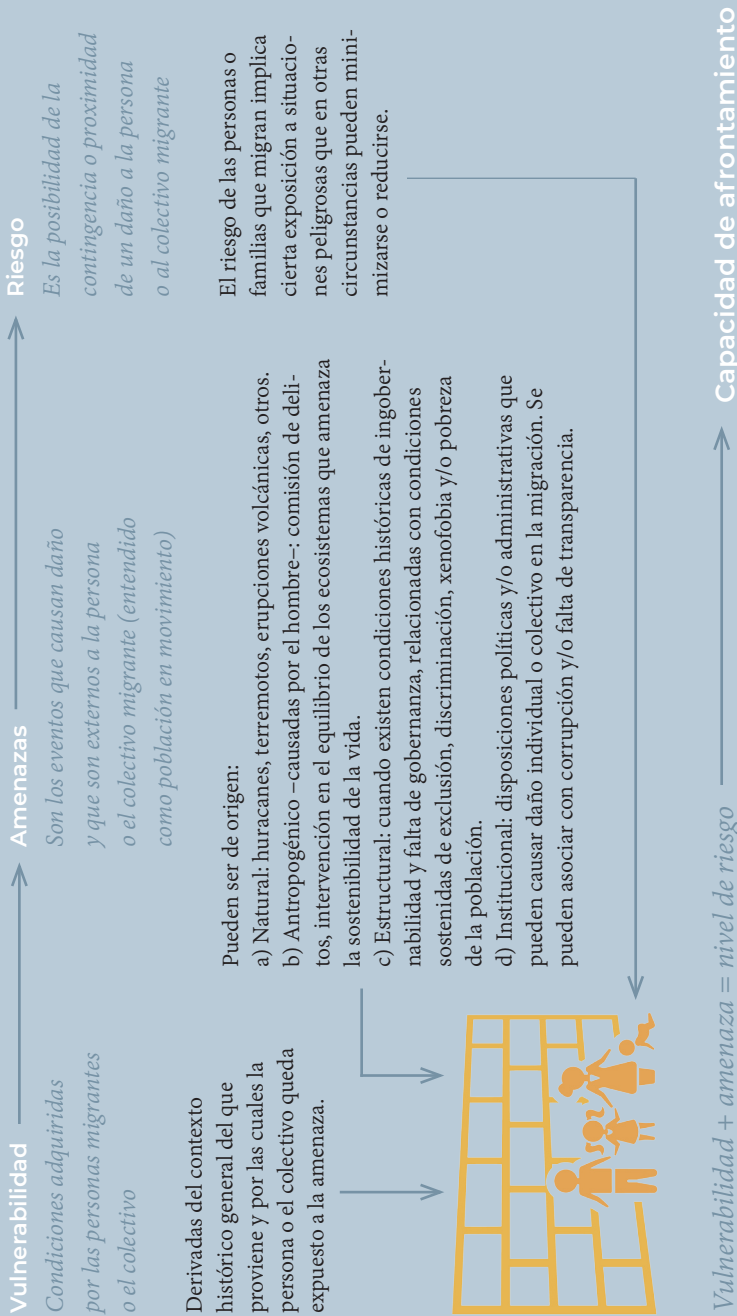 Vulnerabilidad
Condiciones adquiridas
por las personas migrantes
o el colectivo
Derivadas del contexto
histórico general del que
proviene y por las cuales la
persona o el colectivo queda
expuesto a la amenaza.
Amenazas
Son los eventos que causan daño
y que son externos a la persona
o el colectivo migrante (entendido
como población en movimiento)
Pueden ser de origen:
a) Natural: huracanes, terremotos, erupciones volcánicas, otros.
b) Antropogénico –causadas por el hombre–: comisión de deli-
tos, intervención en el equilibrio de los ecosistemas que amenaza
la sostenibilidad de la vida.
c) Estructural: cuando existen condiciones históricas de ingober-
nabilidad y falta de gobernanza, relacionadas con condiciones
sostenidas de exclusión, discriminación, xenofobia y/o pobreza
de la población.
d) Institucional: disposiciones políticas y/o administrativas que
pueden causar daño individual o colectivo en la migración. Se
pueden asociar con corrupción y/o falta de transparencia.
Riesgo
Es la posibilidad de la
contingencia o proximidad
de un daño a la persona
o al colectivo migrante
El riesgo de las personas o
familias que migran implica
cierta exposición a situacio-
nes peligrosas que en otras
circunstancias pueden mini-
mizarse o reducirse.
Vulnerabilidad + amenaza = nivel de riesgo
Capacidad de afrontamiento